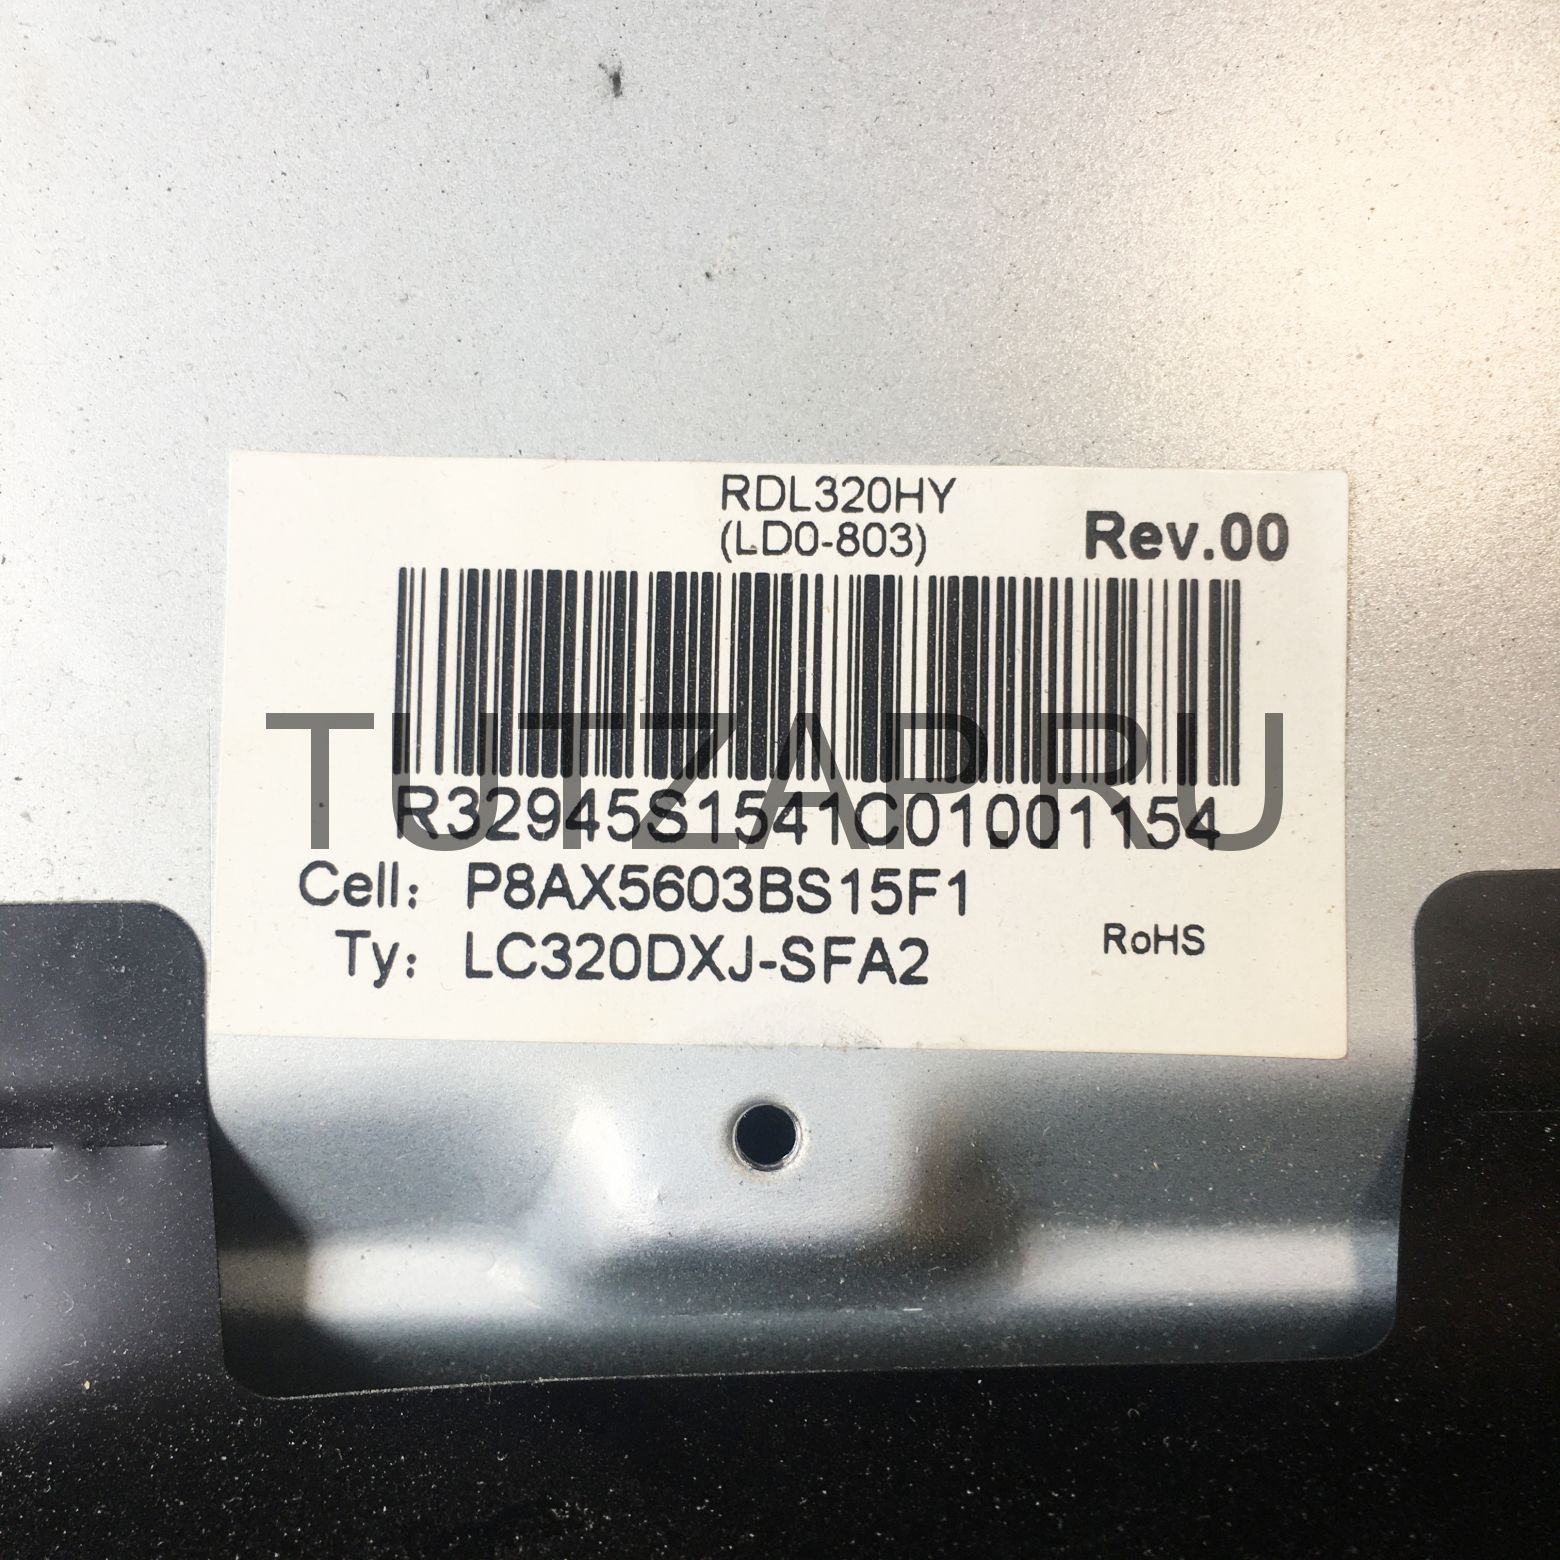 RDL320HY
(LD0-803)
Rev.00
TUTZAP.RU
R32945S1541C01001154
Cell: P8AX5603BS15F1
Ty: LC320DXJ-SFA2
RoHS